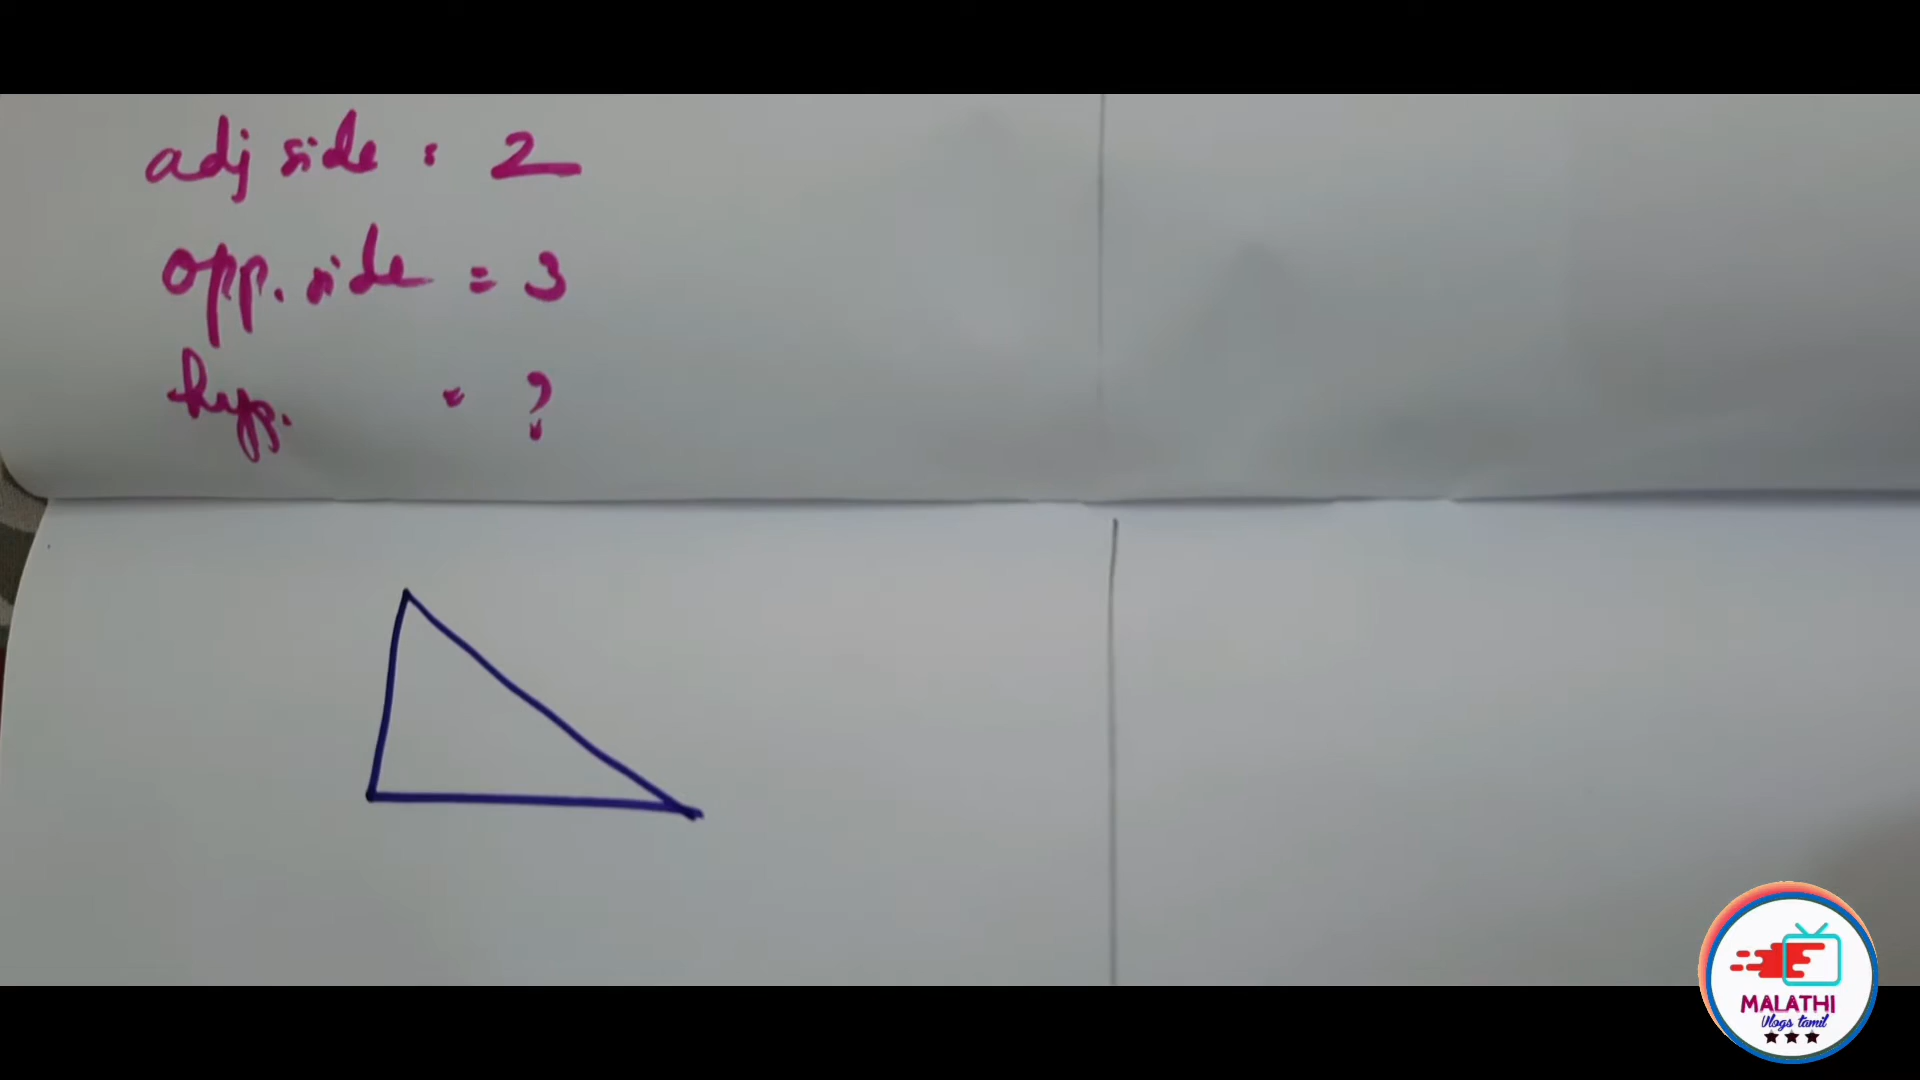 adj side = 2
opp. side = 3
hyp. = ?
MALATHI
Vlogs tamil